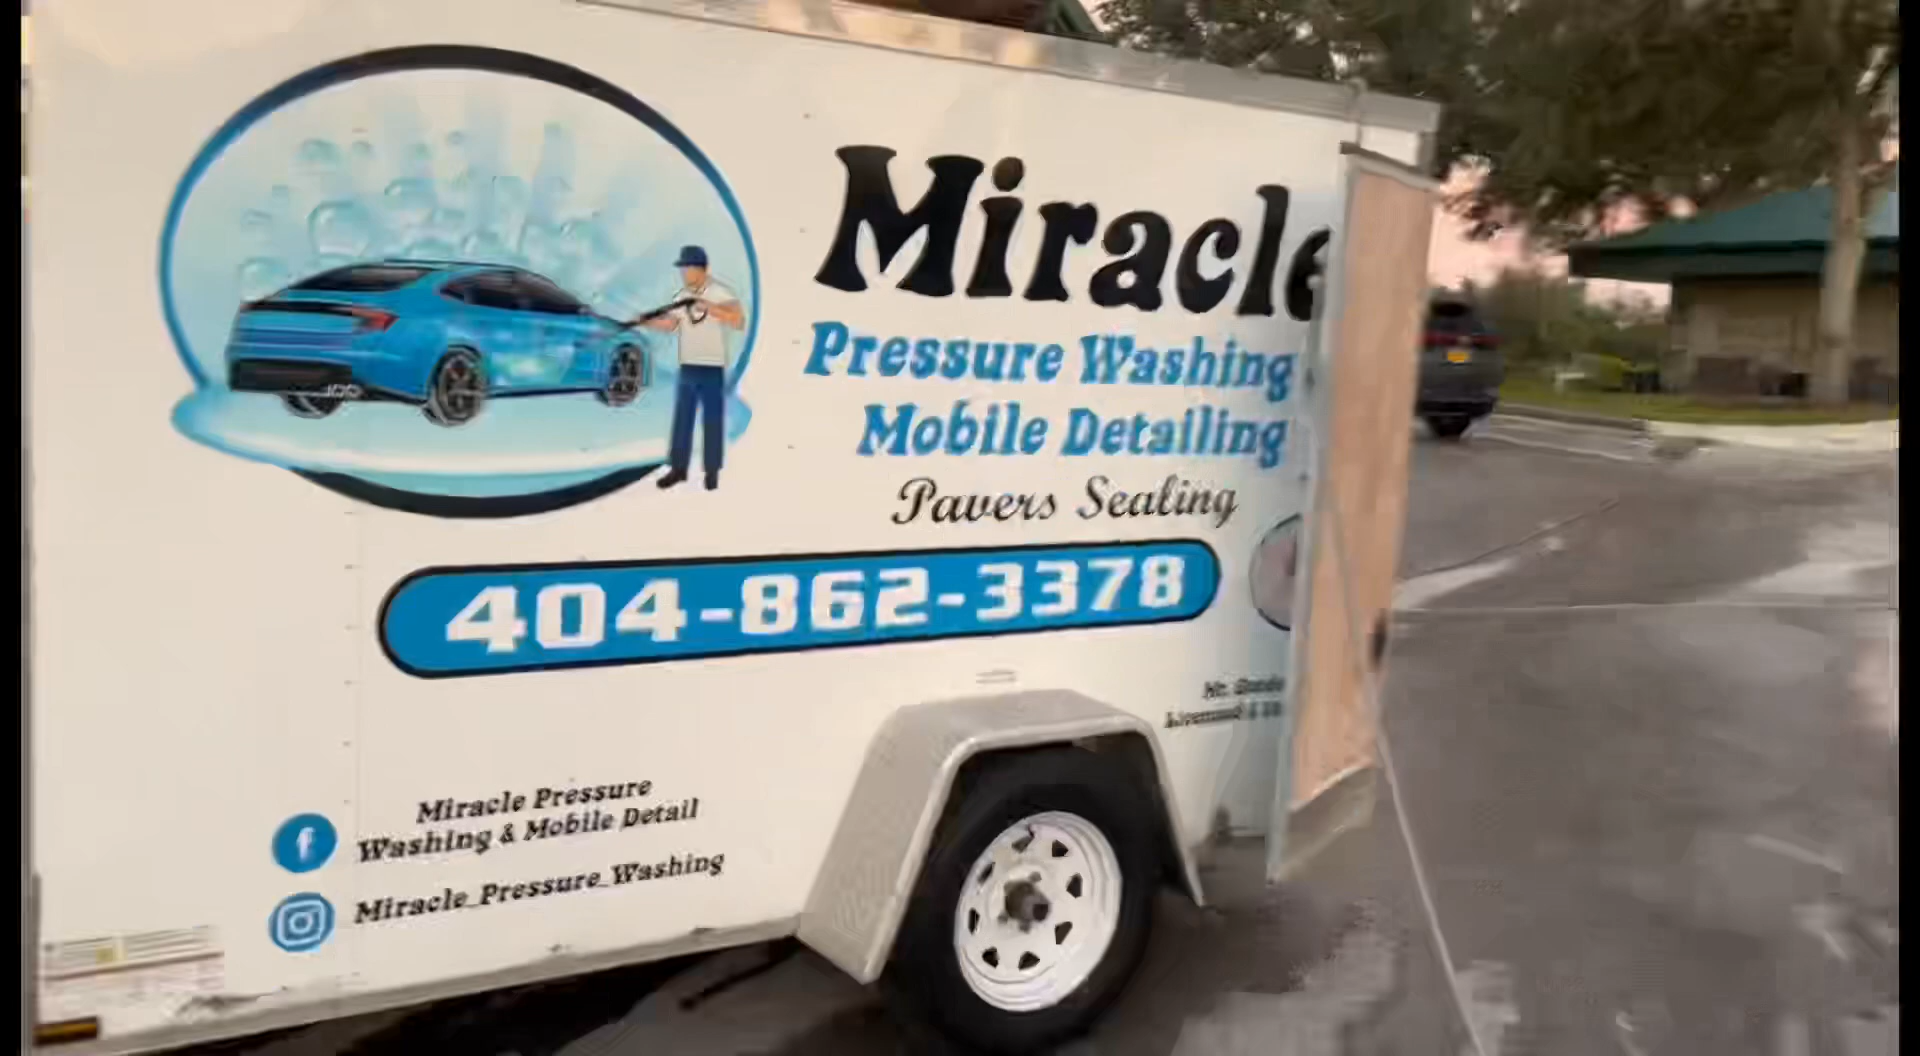 Miracle
Pressure Washing
Mobile Detailing
Pavers Sealing
404-862-3378
Miracle Pressure
Washing & Mobile Detail
Miracle_Pressure_Washing